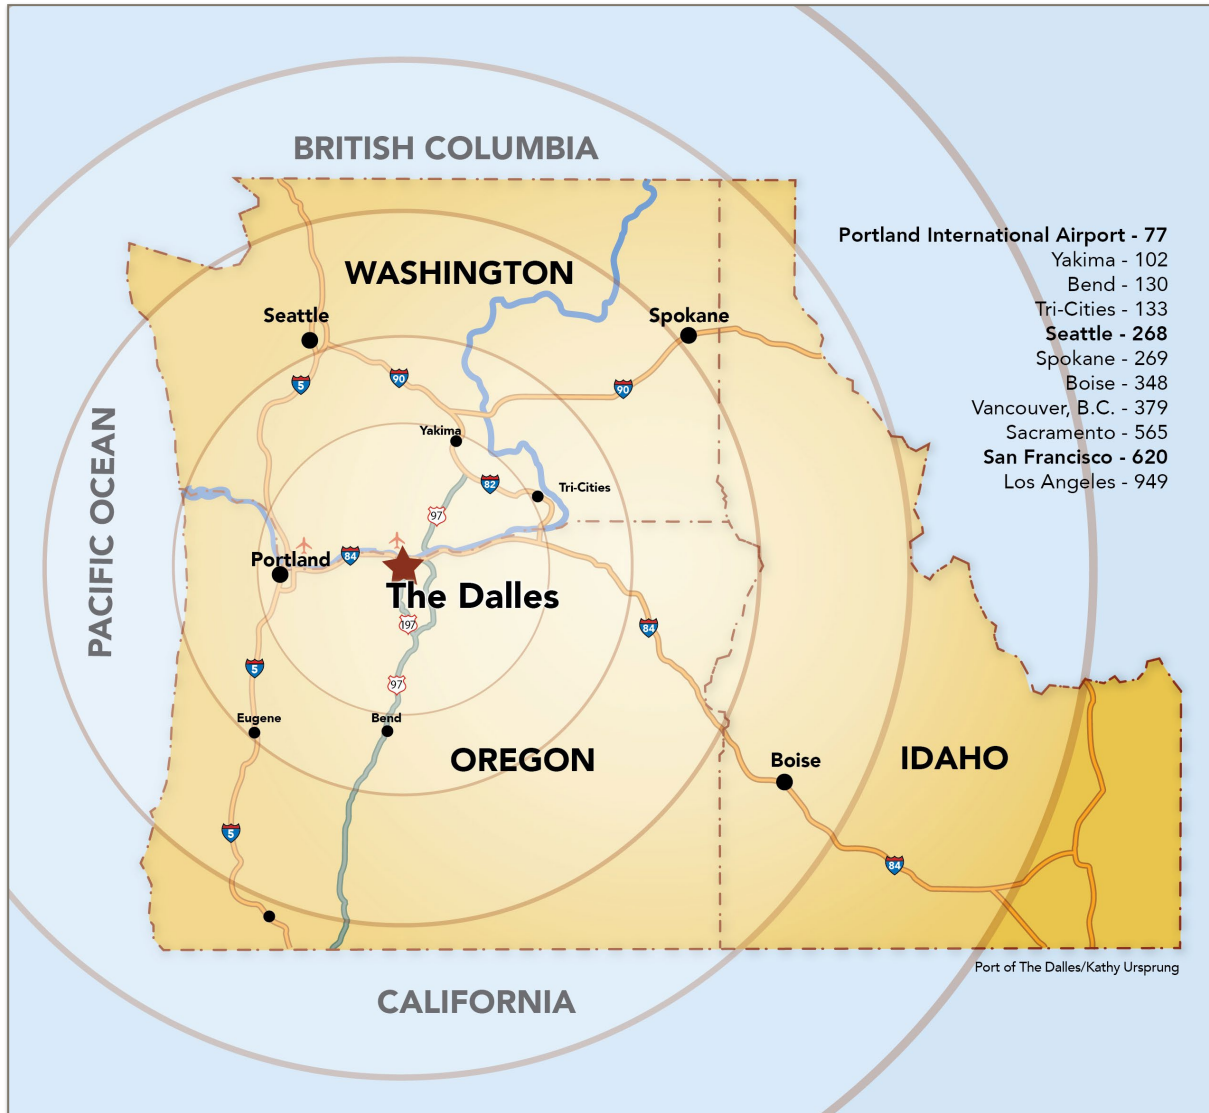 BRITISH COLUMBIA
WASHINGTON
Portland International Airport - 77
Yakima - 102
Bend - 130
Tri-Cities - 133
Seattle - 268
Spokane - 269
Boise - 348
Vancouver, B.C. - 379
Sacramento - 565
San Francisco - 620
Los Angeles - 949
Seattle
Spokane
5
90
90
Yakima
82
Tri-Cities
PACIFIC OCEAN
97
Portland
84
The Dalles
197
84
5
97
Eugene
Bend
OREGON
Boise
IDAHO
5
84
Port of The Dalles/Kathy Ursprung
CALIFORNIA